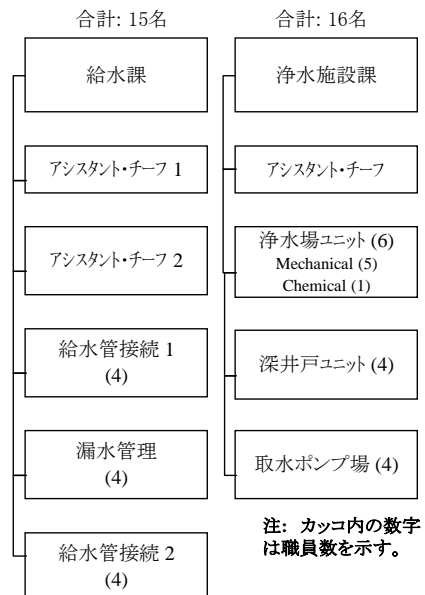 合計: 15名
給水課
アシスタント・チーフ 1
アシスタント・チーフ 2
給水管接続 1
(4)
漏水管理
(4)
給水管接続 2
(4)
合計: 16名
浄水施設課
アシスタント・チーフ
浄水場ユニット (6)
Mechanical (5)
Chemical (1)
深井戸ユニット (4)
取水ポンプ場 (4)
注: カッコ内の数字
は職員数を示す。